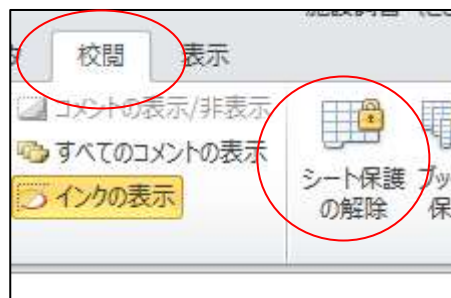 校閲 表示
コメントの表示/非表示
すべてのコメントの表示
インクの表示
シート保護
の解除